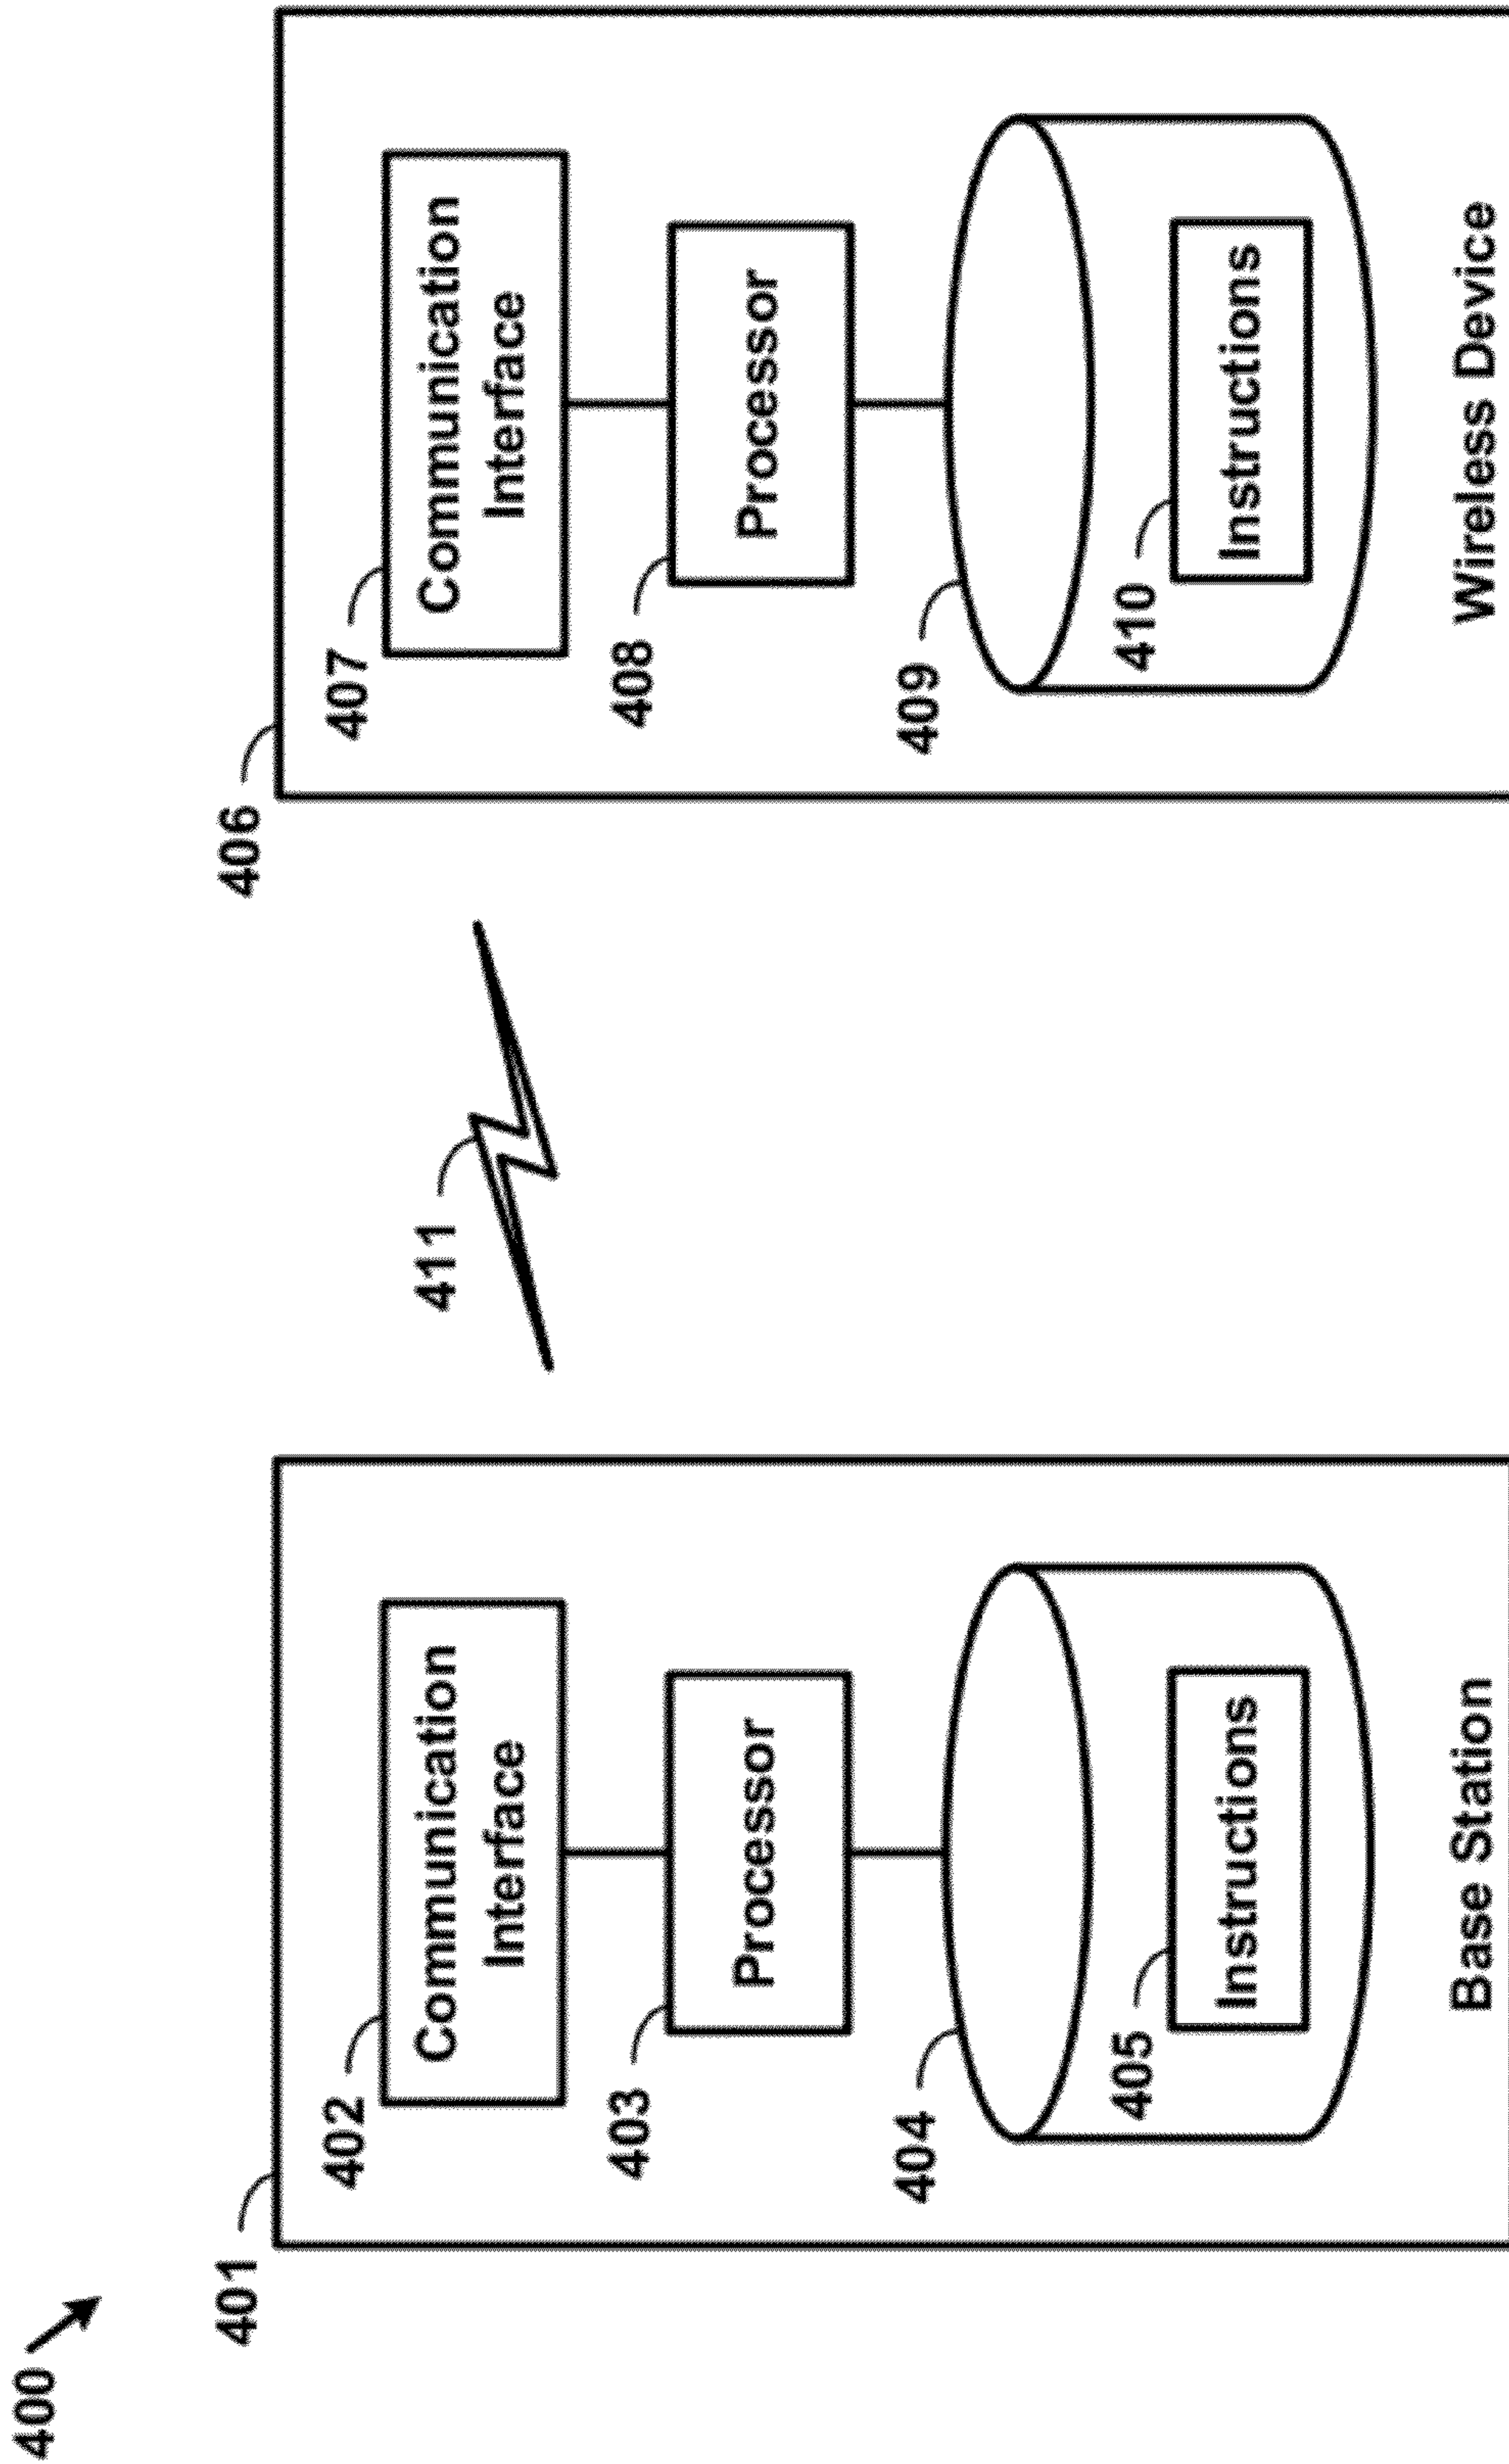 400
401
402
Communication
Interface
403
Processor
404
405
Instructions
Base Station
411
406
407
Communication
Interface
408
Processor
409
410
Instructions
Wireless Device